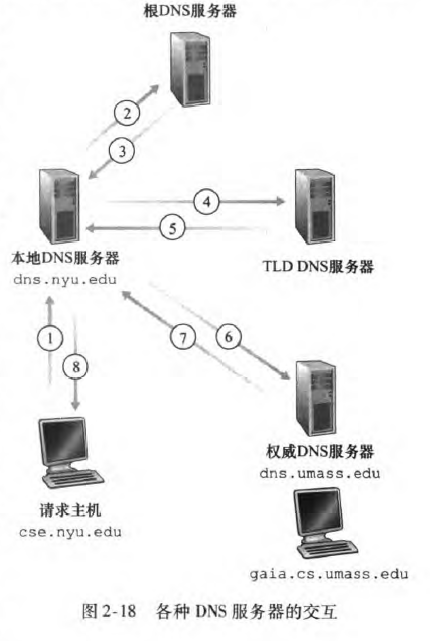 根DNS服务器
2
3
4
5
本地DNS服务器
dns.nyu.edu
TLD DNS服务器
1
8
7
6
权威DNS服务器
dns.umass.edu
请求主机
cse.nyu.edu
gaia.cs.umass.edu
图 2-18 各种 DNS 服务器的交互